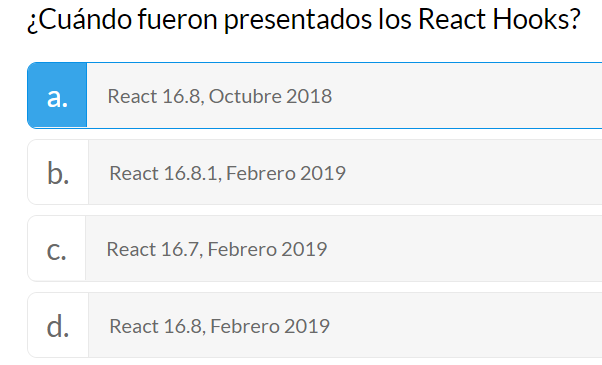 ¿Cuándo fueron presentados los React Hooks?
a. React 16.8, Octubre 2018
b. React 16.8.1, Febrero 2019
c. React 16.7, Febrero 2019
d. React 16.8, Febrero 2019